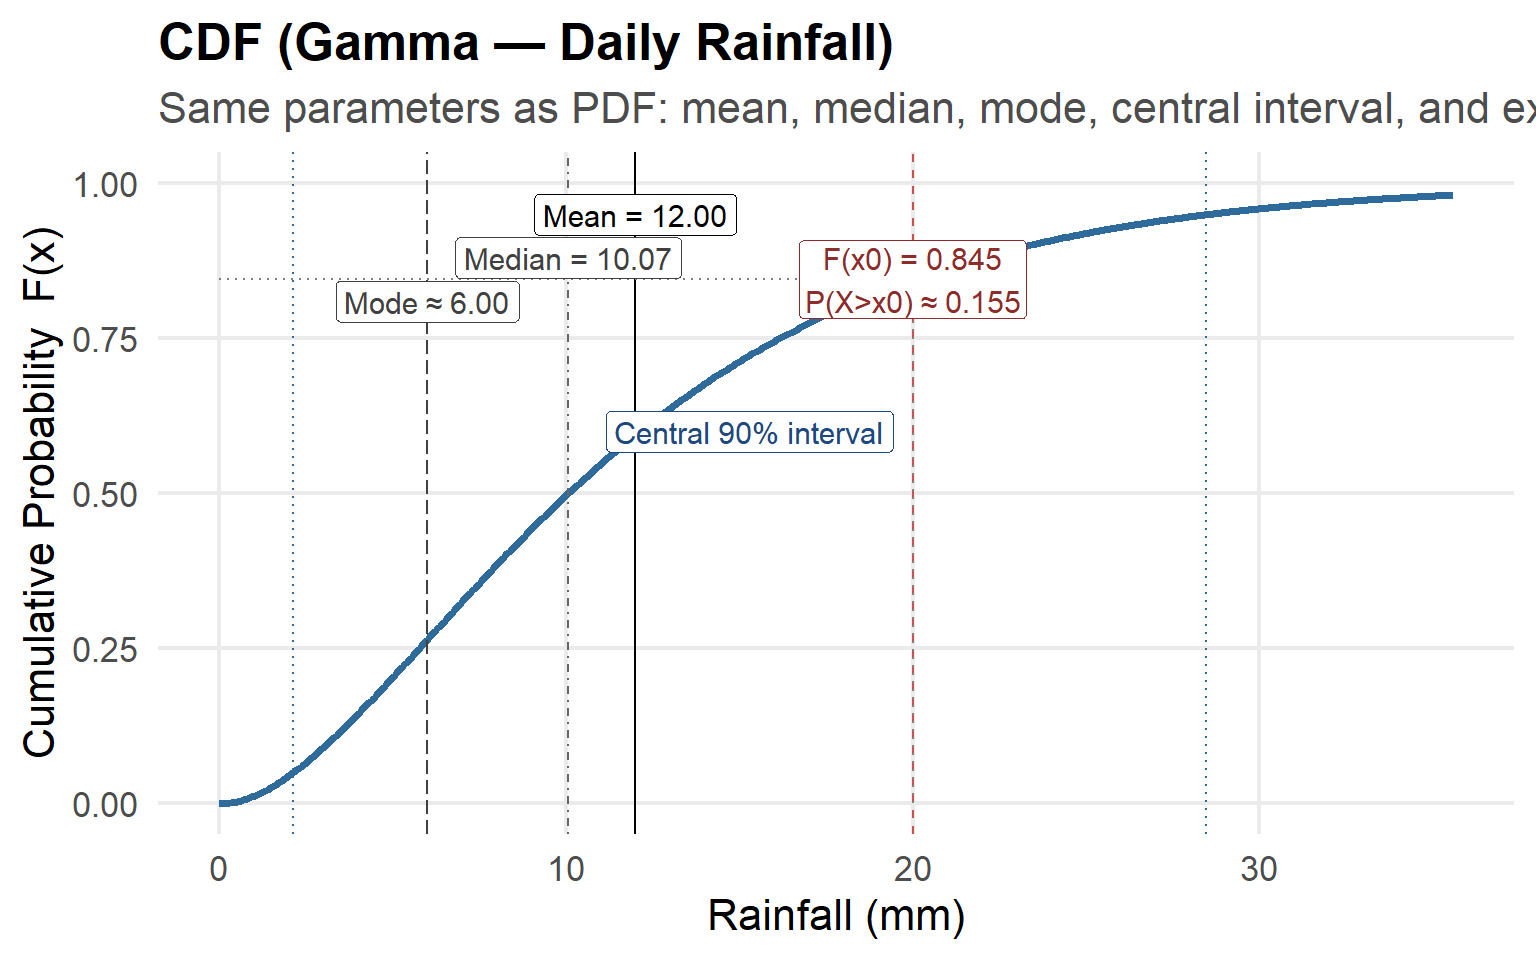 CDF (Gamma — Daily Rainfall)
Same parameters as PDF: mean, median, mode, central interval, and ex
Cumulative Probability F(x)
1.00
0.75
0.50
0.25
0.00
Mean = 12.00
Median = 10.07
Mode ≈ 6.00
F(x0) = 0.845
P(X>x0) ≈ 0.155
Central 90% interval
0
10
20
30
Rainfall (mm)